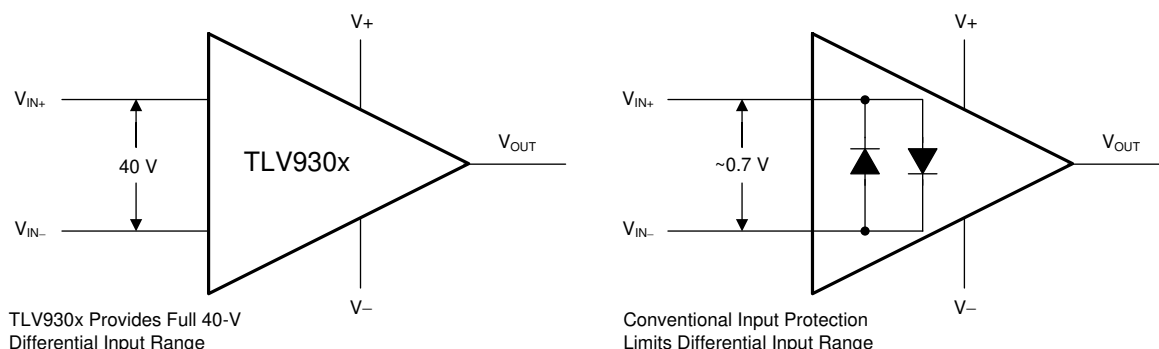 V+
V+
VIN+
VIN+
VOUT
VOUT
40 V
TLV930x
~0.7 V
VIN−
VIN−
V−
V−
TLV930x Provides Full 40-V
Differential Input Range
Conventional Input Protection
Limits Differential Input Range